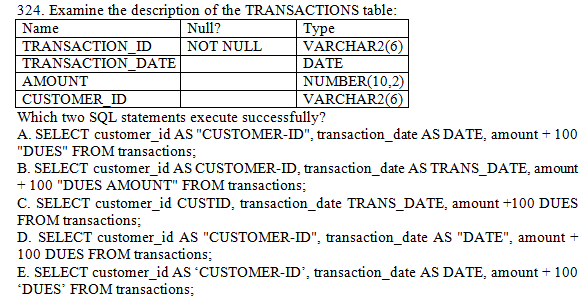 324. Examine the description of the TRANSACTIONS table:
Name Null? Type
TRANSACTION_ID NOT NULL VARCHAR2(6)
TRANSACTION_DATE DATE
AMOUNT NUMBER(10,2)
CUSTOMER_ID VARCHAR2(6)
Which two SQL statements execute successfully?
A. SELECT customer_id AS "CUSTOMER-ID", transaction_date AS DATE, amount + 100
"DUES" FROM transactions;
B. SELECT customer_id AS CUSTOMER-ID, transaction_date AS TRANS_DATE, amount
+ 100 "DUES AMOUNT" FROM transactions;
C. SELECT customer_id CUSTID, transaction_date TRANS_DATE, amount +100 DUES
FROM transactions;
D. SELECT customer_id AS "CUSTOMER-ID", transaction_date AS "DATE", amount +
100 DUES FROM transactions;
E. SELECT customer_id AS ‘CUSTOMER-ID’, transaction_date AS DATE, amount + 100
‘DUES’ FROM transactions;